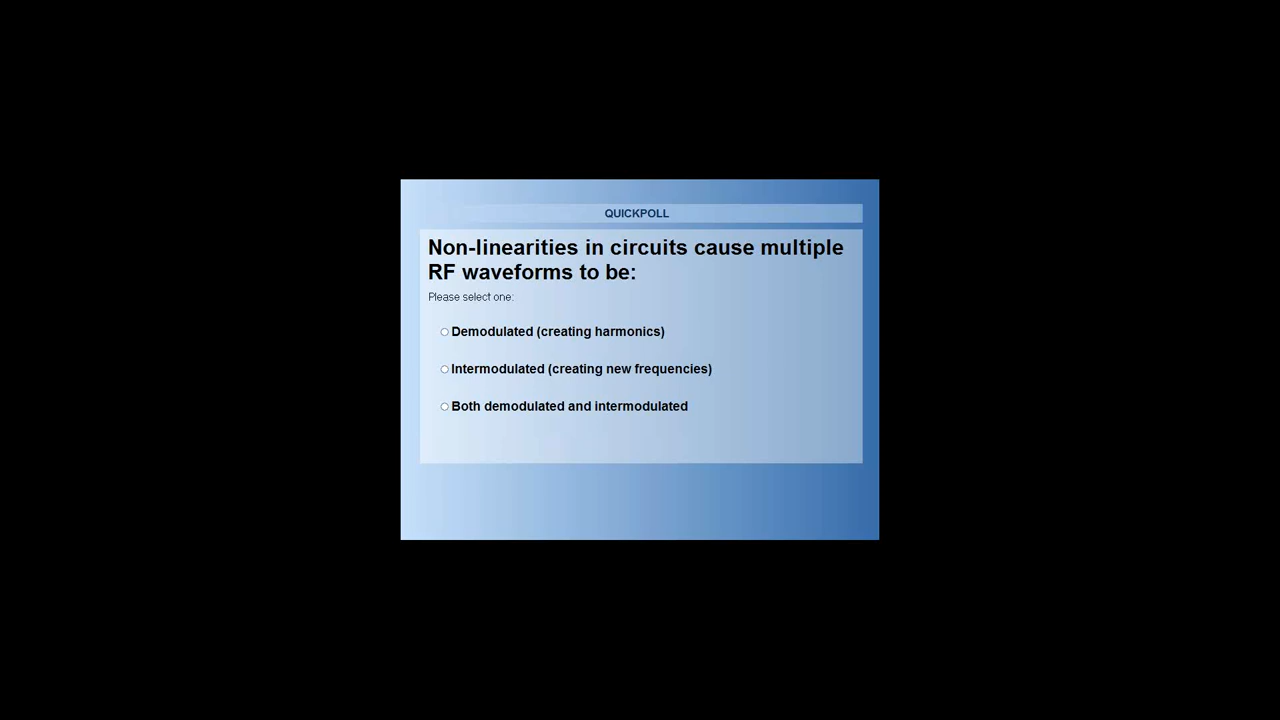 QUICKPOLL
Non-linearities in circuits cause multiple
RF waveforms to be:
Please select one:
Demodulated (creating harmonics)
Intermodulated (creating new frequencies)
Both demodulated and intermodulated